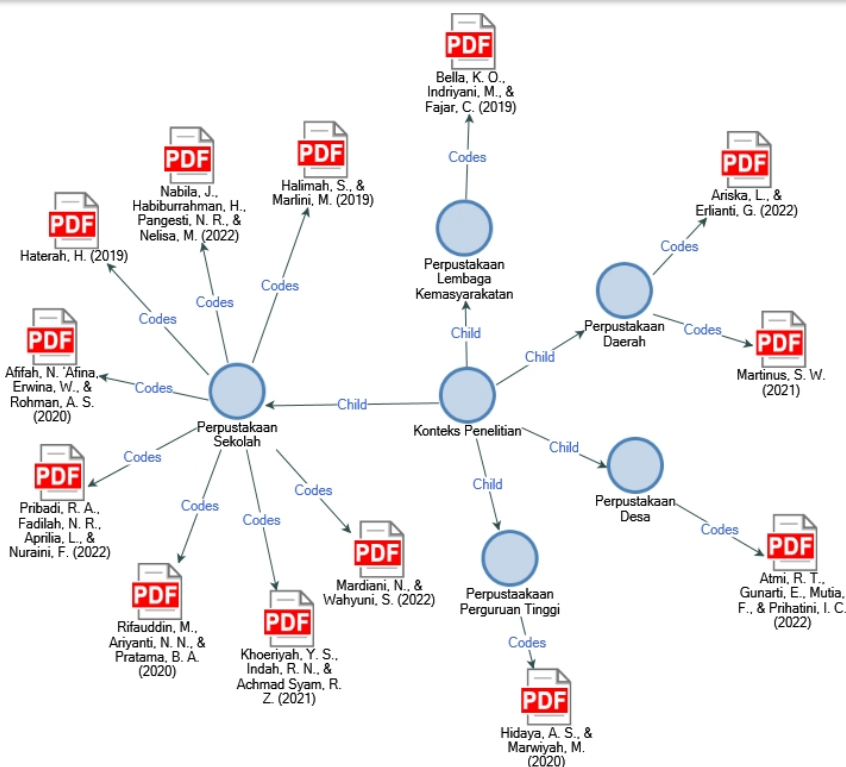 PDF
Bella, K. O.,
Indriyani, M., &
Fajar, C. (2019)
Codes
PDF
Nabila, J.,
Habiburrahman, H.,
Pangesti, N. R., &
Nelisa, M. (2022)
PDF
Halimah, S., &
Marlini, M. (2019)
PDF
Ariska, L., &
Erlianti, G. (2022)
PDF
Haterah, H. (2019)
Codes
Codes
Codes
Codes
Perpustakaan
Lembaga
Kemasyarakatan
Perpustakaan
Daerah
Codes
PDF
Martinus, S. W.
(2021)
PDF
Afifah, N. 'Afina,
Erwina, W., &
Rohman, A. S.
(2020)
Codes
Child
Child
Child
Perpustakaan
Sekolah
Konteks Penelitian
Child
Child
Perpustakaan
Desa
PDF
Pribadi, R. A.,
Fadilah, N. R.,
Aprilia, L., &
Nuraini, F. (2022)
Codes
Codes
Codes
Codes
Codes
PDF
Atmi, R. T.,
Gunarti, E., Mutia,
F., & Prihatini, I. C.
(2022)
PDF
Mardiani, N., &
Wahyuni, S. (2022)
PDF
Rifauddin, M.,
Ariyanti, N. N., &
Pratama, B. A.
(2020)
PDF
Khoeriyah, Y. S.,
Indah, R. N., &
Achmad Syam, R.
Z. (2021)
Perpustaakaan
Perguruan Tinggi
Codes
PDF
Hidaya, A. S., &
Marwiyah, M.
(2020)